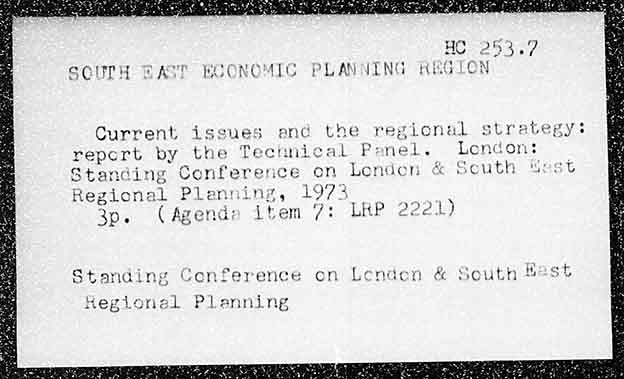 HC 253.7
SOUTH EAST ECONOMIC PLANNING REGION
Current issues and the regional strategy:
report by the Technical Panel. London:
Standing Conference on London & South East
Regional Planning, 1973
3p. (Agenda item 7: LRP 2221)
Standing Conference on London & South East
Regional Planning